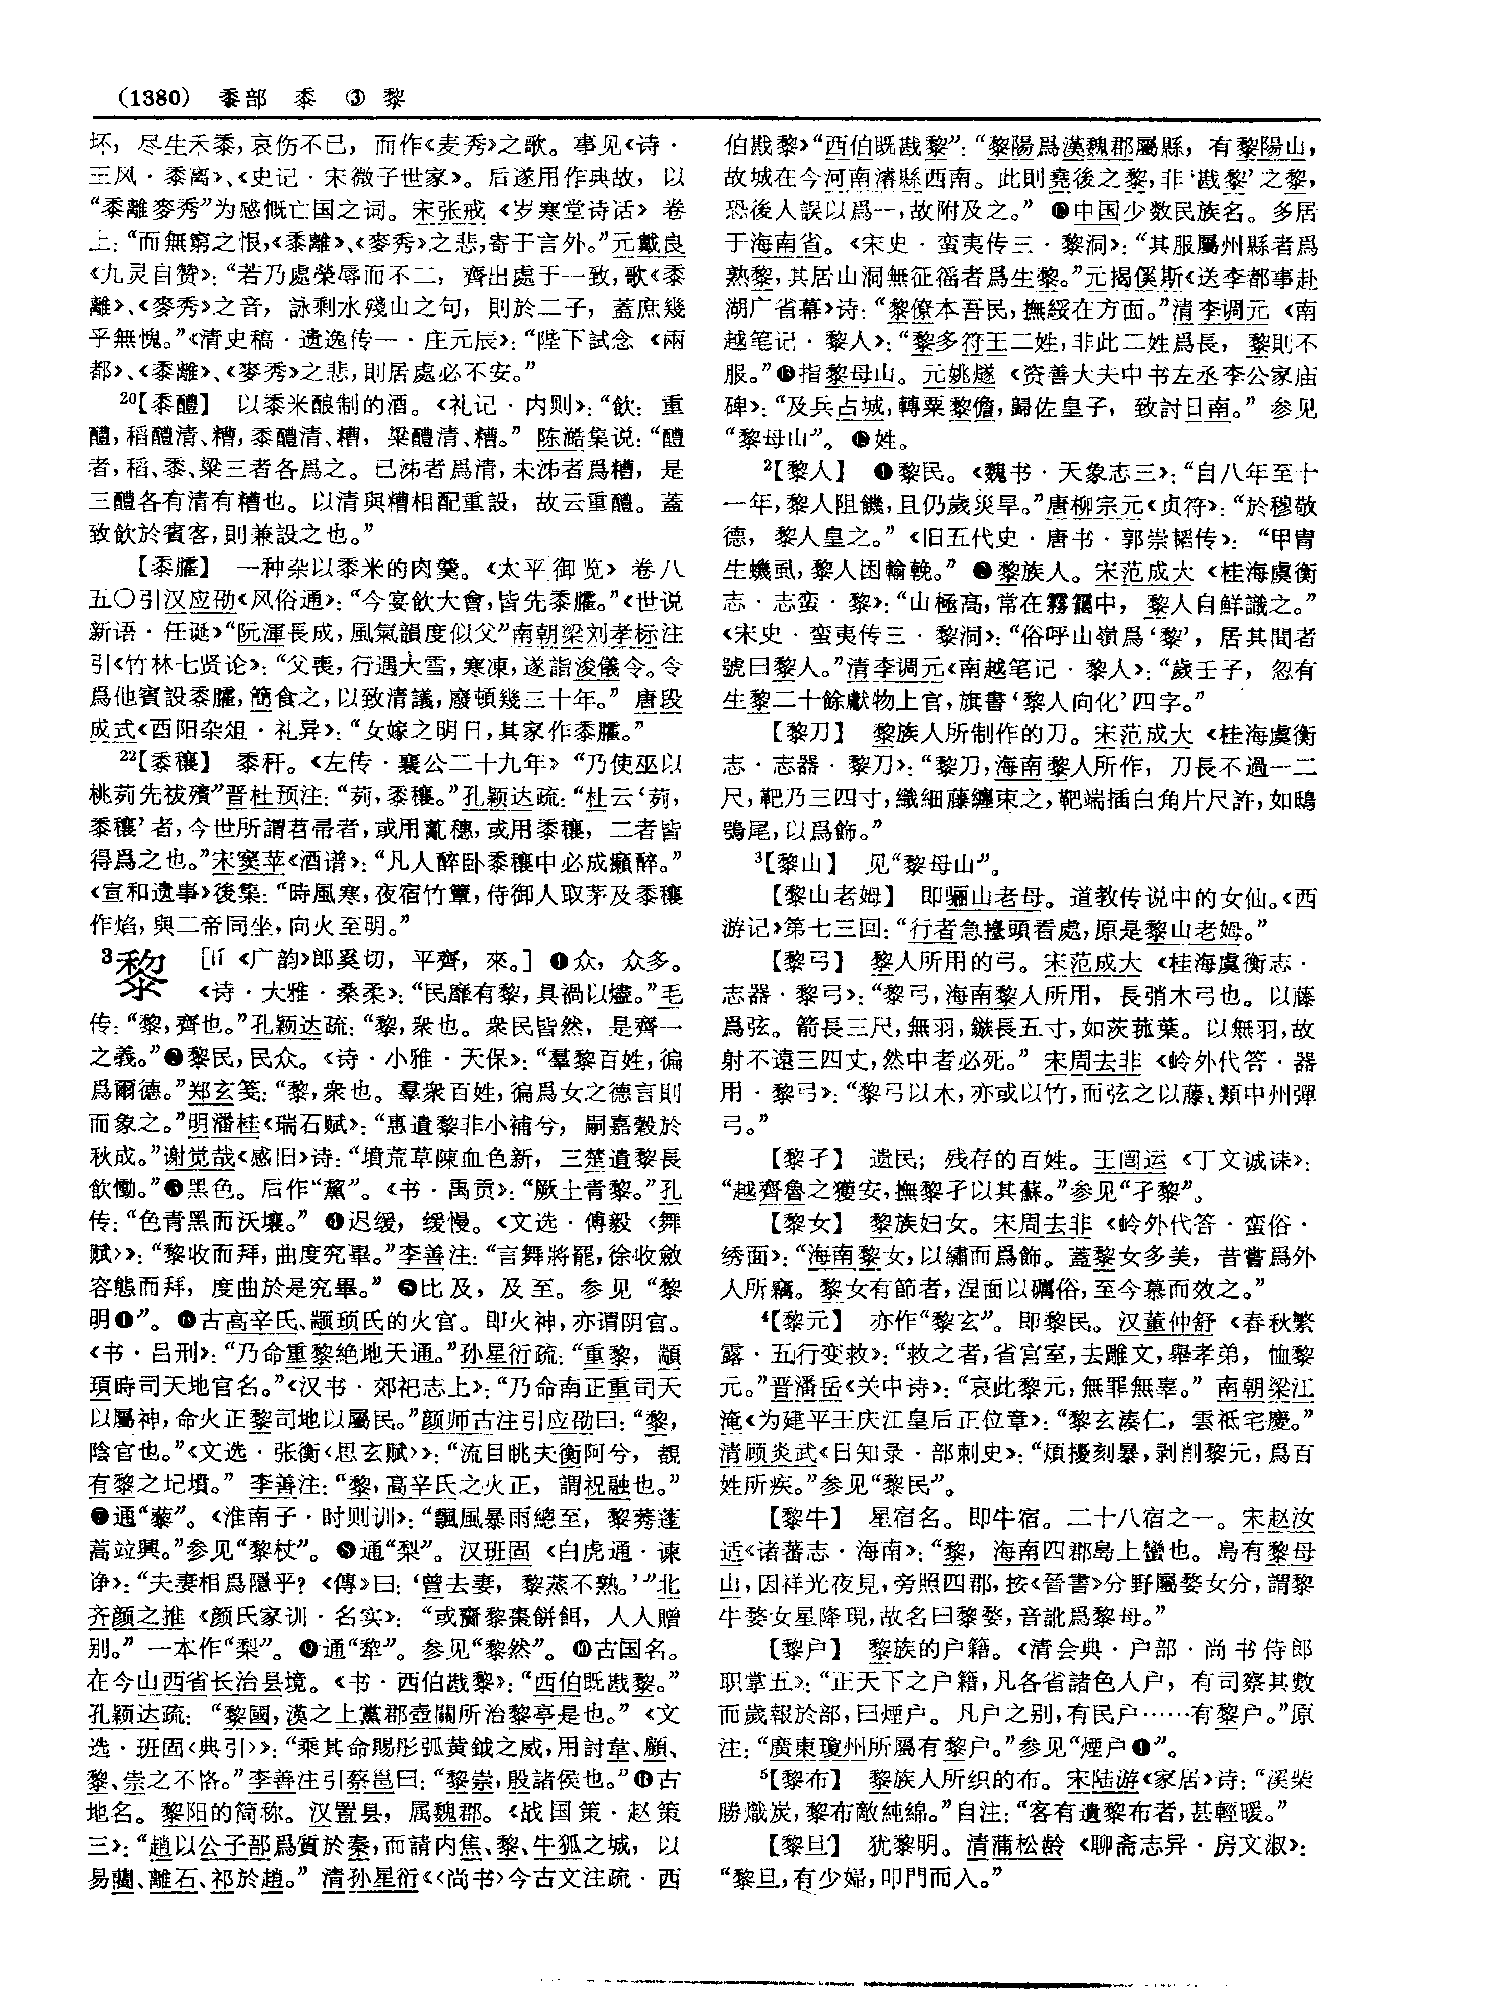 （1380） 黍部 黍 ③ 黎
坏，尽生禾黍，哀伤不已，而作《麦秀》之歌。事见《诗·
王风·黍离》、《史记·宋微子世家》。后遂用作典故，以
“黍離麥秀”为感慨亡国之词。宋张戒《岁寒堂诗话》卷
上：“而無窮之恨，《黍離》、《麥秀》之悲，寄于言外。”元戴良
《九灵自赞》：“若乃處榮辱而不二，齊出處于一致，歌《黍
離》、《麥秀》之音，詠剩水殘山之句，則於二子，蓋庶幾
乎無愧。”《清史稿·遗逸传一·庄元辰》：“陛下試念《兩
都》、《黍離》、《麥秀》之悲，則居處必不安。”
20【黍醴】 以黍米酿制的酒。《礼记·内则》：“飲：重
醴，稻醴清、糟，黍醴清、糟，粱醴清、糟。”陈澔集说：“醴
者，稻、黍、粱三者各爲之。已泲者爲清，未泲者爲糟，是
三醴各有清有糟也。以清與糟相配重設，故云重醴。蓋
致飲於賓客，則兼設之也。”
【黍臛】 一种杂以黍米的肉羹。《太平御览》卷八
五〇引汉应劭《风俗通》：“今宴飲大會，皆先黍臛。”《世说
新语·任诞》“阮渾長成，風氣韻度似父”南朝梁刘孝标注
引《竹林七贤论》：“父喪，行遇大雪，寒凍，遂詣浚儀令。令
爲他賓設黍臛，簡食之，以致清議，廢頓幾三十年。”唐段
成式《酉阳杂俎·礼异》：“女嫁之明日，其家作黍臛。”
22【黍穰】 黍秆。《左传·襄公二十九年》“乃使巫以
桃茢先祓殯”晋杜预注：“茢，黍穰。”孔颖达疏：“杜云‘茢，
黍穰’者，今世所謂苕帚者，或用薍穗，或用黍穰，二者皆
得爲之也。”宋窦苹《酒谱》：“凡人醉卧黍穰中必成癩醉。”
《宣和遗事》後集：“時風寒，夜宿竹簟，侍御人取茅及黍穰
作焰，與二帝同坐，向火至明。”
3黎 ［lí《广韵》郎奚切，平齊，來。］❶众，众多。
《诗·大雅·桑柔》：“民靡有黎，具禍以燼。”毛
传：“黎，齊也。”孔颖达疏：“黎，衆也。衆民皆然，是齊一
之義。”❷黎民，民众。《诗·小雅·天保》：“羣黎百姓，徧
爲爾德。”郑玄笺：“黎，衆也。羣衆百姓，徧爲女之德言則
而象之。”明潘桂《瑞石赋》：“惠遺黎非小補兮，嗣嘉穀於
秋成。”谢觉哉《感旧》诗：“墳荒草陳血色新，三楚遺黎長
飲慟。”❸黑色。后作“黧”。《书·禹贡》：“厥土青黎。”孔
传：“色青黑而沃壤。”❹迟缓，缓慢。《文选·傅毅〈舞
赋〉》：“黎收而拜，曲度究畢。”李善注：“言舞將罷，徐收斂
容態而拜，度曲於是究畢。”❺比及，及至。参见“黎
明❶”。❻古高辛氏、颛顼氏的火官。即火神，亦谓阴官。
《书·吕刑》：“乃命重黎絶地天通。”孙星衍疏：“重黎，顓
頊時司天地官名。”《汉书·郊祀志上》：“乃命南正重司天
以屬神，命火正黎司地以屬民。”颜师古注引应劭曰：“黎，
陰官也。”《文选·张衡〈思玄赋〉》：“流目眺夫衡阿兮，覩
有黎之圮墳。”李善注：“黎，高辛氏之火正，謂祝融也。”
❼通“藜”。《淮南子·时则训》：“飄風暴雨總至，黎莠蓬
蒿竝興。”参见“黎杖”。❽通“梨”。汉班固《白虎通·谏
诤》：“夫妻相爲隱乎？《傳》曰：‘曾去妻，黎蒸不熟。’”北
齐颜之推《颜氏家训·名实》：“或齎黎棗餅餌，人人赠
别。”一本作“梨”。❾通“犂”。参见“黎然”。❿古国名。
在今山西省长治县境。《书·西伯戡黎》：“西伯既戡黎。”
孔颖达疏：“黎國，漢之上黨郡壺關所治黎亭是也。”《文
选·班固〈典引〉》：“乘其命賜彤弧黄鉞之威，用討韋、顧、
黎、崇之不恪。”李善注引蔡邕曰：“黎崇，殷諸侯也。”⓫古
地名。黎阳的简称。汉置县，属魏郡。《战国策·赵策
三》：“趙以公子郚爲質於秦，而請内焦、黎、牛狐之城，以
易藺、離石、祁於趙。”清孙星衍《〈尚书〉今古文注疏·西
伯戡黎》“西伯既戡黎”：“黎陽爲漢魏郡屬縣，有黎陽山，
故城在今河南濬縣西南。此則堯後之黎，非‘戡黎’之黎，
恐後人誤以爲一，故附及之。”⓬中国少数民族名。多居
于海南省。《宋史·蛮夷传三·黎洞》：“其服屬州縣者爲
熟黎，其居山洞無征徭者爲生黎。”元揭傒斯《送李都事赴
湖广省幕》诗：“黎僚本吾民，撫綏在方面。”清李调元《南
越笔记·黎人》：“黎多符王二姓，非此二姓爲長，黎則不
服。”⓭指黎母山。元姚燧《资善大夫中书左丞李公家庙
碑》：“及兵占城，轉粟黎儋，歸佐皇子，致討日南。”参见
“黎母山”。⓮姓。
2【黎人】 ❶黎民。《魏书·天象志三》：“自八年至十
一年，黎人阻饑，且仍歲災旱。”唐柳宗元《贞符》：“於穆敬
德，黎人皇之。”《旧五代史·唐书·郭崇韬传》：“甲胄
生蟣虱，黎人困輸輓。”❷黎族人。宋范成大《桂海虞衡
志·志蛮·黎》：“山極高，常在霧靄中，黎人自鮮識之。”
《宋史·蛮夷传三·黎洞》：“俗呼山嶺爲‘黎’，居其間者
號曰黎人。”清李调元《南越笔记·黎人》：“歲壬子，忽有
生黎二十餘獻物上官，旗書‘黎人向化’四字。”
【黎刀】 黎族人所制作的刀。宋范成大《桂海虞衡
志·志器·黎刀》：“黎刀，海南黎人所作，刀長不過一二
尺，靶乃三四寸，織細藤纏束之，靶端插白角片尺許，如鴟
鴞尾，以爲飾。”
3【黎山】 见“黎母山”。
【黎山老姆】 即骊山老母。道教传说中的女仙。《西
游记》第七三回：“行者急擡頭看處，原是黎山老姆。”
【黎弓】 黎人所用的弓。宋范成大《桂海虞衡志·
志器·黎弓》：“黎弓，海南黎人所用，長弰木弓也。以藤
爲弦。箭長三尺，無羽，鏃長五寸，如茨菰葉。以無羽，故
射不遠三四丈，然中者必死。”宋周去非《岭外代答·器
用·黎弓》：“黎弓以木，亦或以竹，而弦之以藤，類中州彈
弓。”
【黎孑】 遗民；残存的百姓。王闿运《丁文诚诔》：
“越齊魯之獲安，撫黎孑以其蘇。”参见“孑黎”。
【黎女】 黎族妇女。宋周去非《岭外代答·蛮俗·
绣面》：“海南黎女，以繡面爲飾。蓋黎女多美，昔嘗爲外
人所竊。黎女有節者，涅面以礪俗，至今慕而效之。”
4【黎元】 亦作“黎玄”。即黎民。汉董仲舒《春秋繁
露·五行变救》：“救之者，省宫室，去雕文，舉孝弟，恤黎
元。”晋潘岳《关中诗》：“哀此黎元，無罪無辜。”南朝梁江
淹《为建平王庆江皇后正位章》：“黎玄湊仁，雲祇宅慶。”
清顾炎武《日知录·部刺史》：“煩擾刻暴，剥削黎元，爲百
姓所疾。”参见“黎民”。
【黎牛】 星宿名。即牛宿。二十八宿之一。宋赵汝
适《诸蕃志·海南》：“黎，海南四郡島上蠻也。島有黎母
山，因祥光夜見，旁照四郡，按《晉書》分野屬婺女分，謂黎
牛婺女星降現，故名曰黎婺，音訛爲黎母。”
【黎户】 黎族的户籍。《清会典·户部·尚书侍郎
职掌五》：“正天下之户籍，凡各省諸色人户，有司察其數
而歲報於部，曰煙户。凡户之别，有民户……有黎户。”原
注：“廣東瓊州所屬有黎户。”参见“煙户❶”。
5【黎布】 黎族人所织的布。宋陆游《家居》诗：“溪柴
勝熾炭，黎布敵純綿。”自注：“客有遺黎布者，甚輕暖。”
【黎旦】 犹黎明。清蒲松龄《聊斋志异·房文淑》：
“黎旦，有少婦，叩門而入。”